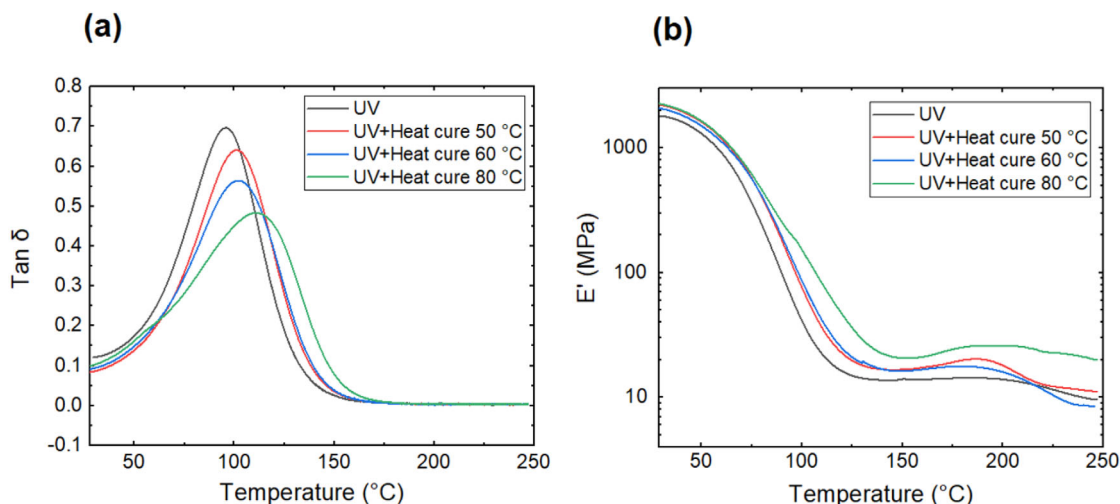 (a)
Tan δ
0.8
0.7
0.6
0.5
0.4
0.3
0.2
0.1
0.0
-0.1
UV
UV+Heat cure 50 °C
UV+Heat cure 60 °C
UV+Heat cure 80 °C
50
100
150
200
250
Temperature (°C)
(b)
E' (MPa)
1000
100
10
UV
UV+Heat cure 50 °C
UV+Heat cure 60 °C
UV+Heat cure 80 °C
50
100
150
200
250
Temperature (°C)